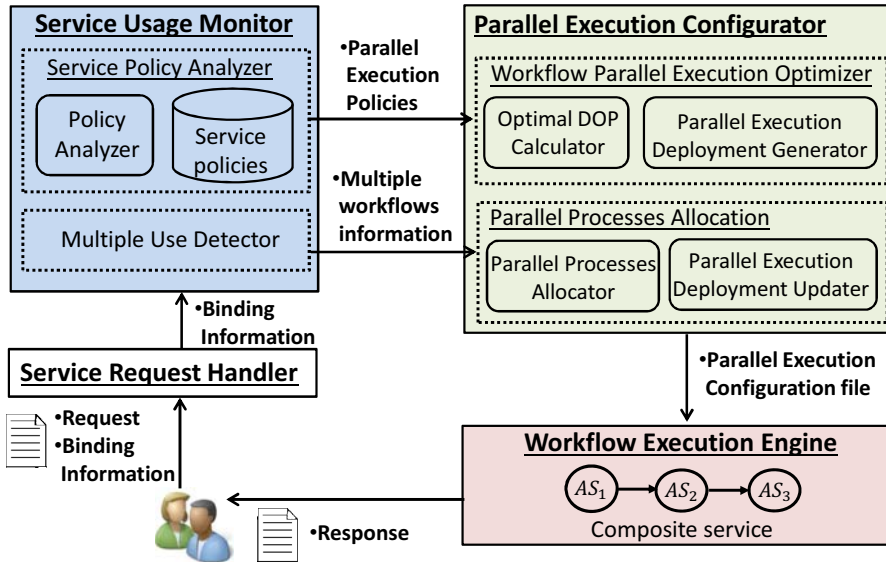 Service Usage Monitor
Service Policy Analyzer
Policy
Analyzer
Service
policies
Multiple Use Detector
•Parallel
Execution
Policies
•Multiple
workflows
information
Parallel Execution Configurator
Workflow Parallel Execution Optimizer
Optimal DOP
Calculator
Parallel Execution
Deployment Generator
Parallel Processes Allocation
Parallel Processes
Allocator
Parallel Execution
Deployment Updater
•Binding
Information
Service Request Handler
•Request
•Binding
Information
•Parallel Execution
Configuration file
Workflow Execution Engine
AS₁
AS₂
AS₃
Composite service
•Response